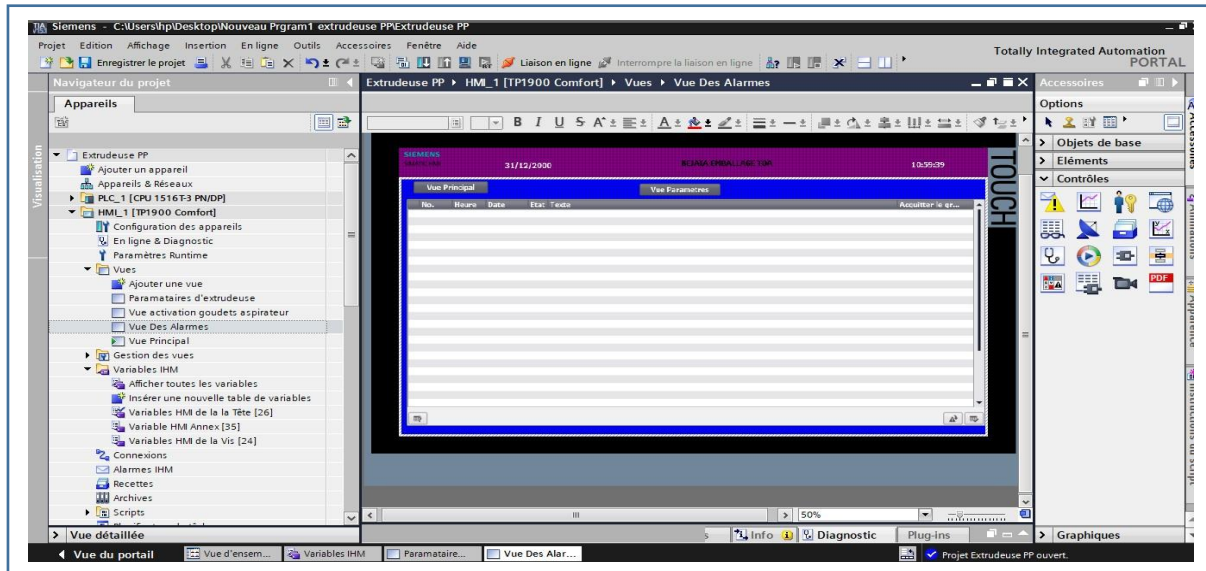 Siemens - C:\Users\hp\Desktop\Nouveau Prgram1 extrudeuse PP\Extrudeuse PP
Projet Edition Affichage Insertion En ligne Outils Accessoires Fenêtre Aide
Totally Integrated Automation
PORTAL
Enregistrer le projet Liaison en ligne Interrompre la liaison en ligne
Navigateur du projet
Extrudeuse PP HMI_1 [TP1900 Comfort] Vues Vue Des Alarmes
Accessoires
Appareils
Options
B I U S
Visualisation
Extrudeuse PP
Ajouter un appareil
Appareils & Réseaux
PLC_1 [CPU 1516T-3 PN/DP]
HMI_1 [TP1900 Comfort]
Configuration des appareils
En ligne & Diagnostic
Paramètres Runtime
Vues
Ajouter une vue
Paramataires d'extrudeuse
Vue activation goudets aspirateur
Vue Des Alarmes
Vue Principal
Gestion des vues
Variables IHM
Afficher toutes les variables
Insérer une nouvelle table de variables
Variables HMI de la la Tête [26]
Variable HMI Annex [35]
Variables HMI de la Vis [24]
Connexions
Alarmes IHM
Recettes
Archives
Scripts
SIEMENS
31/12/2000
10:59:39
TOUCH
Vue Principal
Vue Parametres
No. Heure Date Etat Texte Acquitter le gr...
Objets de base
Eléments
Contrôles
PDF
Accessoires
Animations
Apparence
Instructions du script
50%
Vue détaillée
Info Diagnostic Plug-ins
Graphiques
Vue du portail Vue d'ensem... Variables IHM Paramataire... Vue Des Alar...
Projet Extrudeuse PP ouvert.